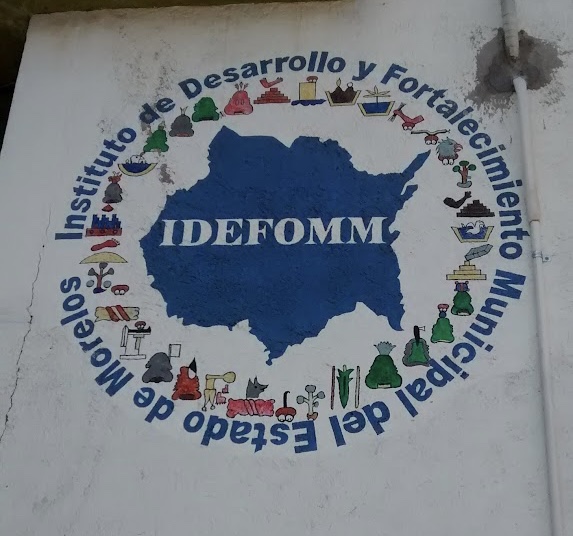 Instituto de Desarrollo y Fortalecimiento Municipal del Estado de Morelos
IDEFOMM